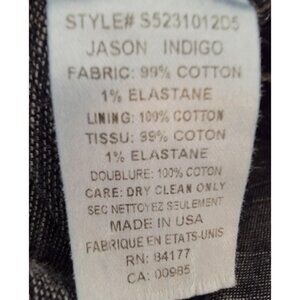 STYLE# S5231012D5
JASON INDIGO
FABRIC: 99% COTTON
1% ELASTANE
LINING: 100% COTTON
TISSU: 99% COTON
1% ELASTANE
DOUBLURE: 100% COTON
CARE: DRY CLEAN ONLY
SEC NETTOYEZ SEULEMENT
MADE IN USA
FABRIQUE EN ETATS-UNIS
RN: 84177
CA: 00985